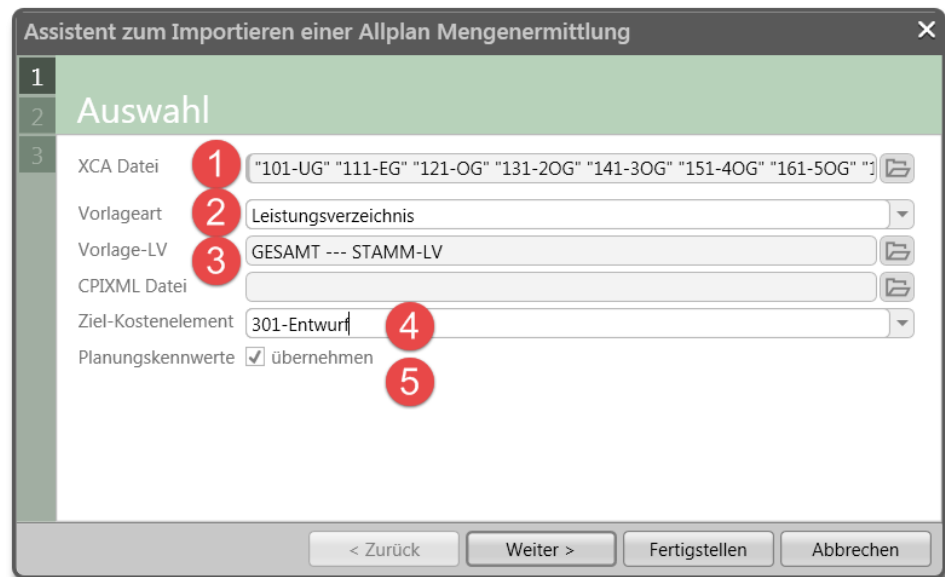 Assistent zum Importieren einer Allplan Mengenermittlung
1
Auswahl
2
3
XCA Datei 1 "101-UG" "111-EG" "121-OG" "131-2OG" "141-3OG" "151-4OG" "161-5OG" "1
Vorlageart 2 Leistungsverzeichnis
Vorlage-LV 3 GESAMT --- STAMM-LV
CPIXML Datei
Ziel-Kostenelement 301-Entwurf 4
Planungskennwerte übernehmen 5
< Zurück Weiter > Fertigstellen Abbrechen